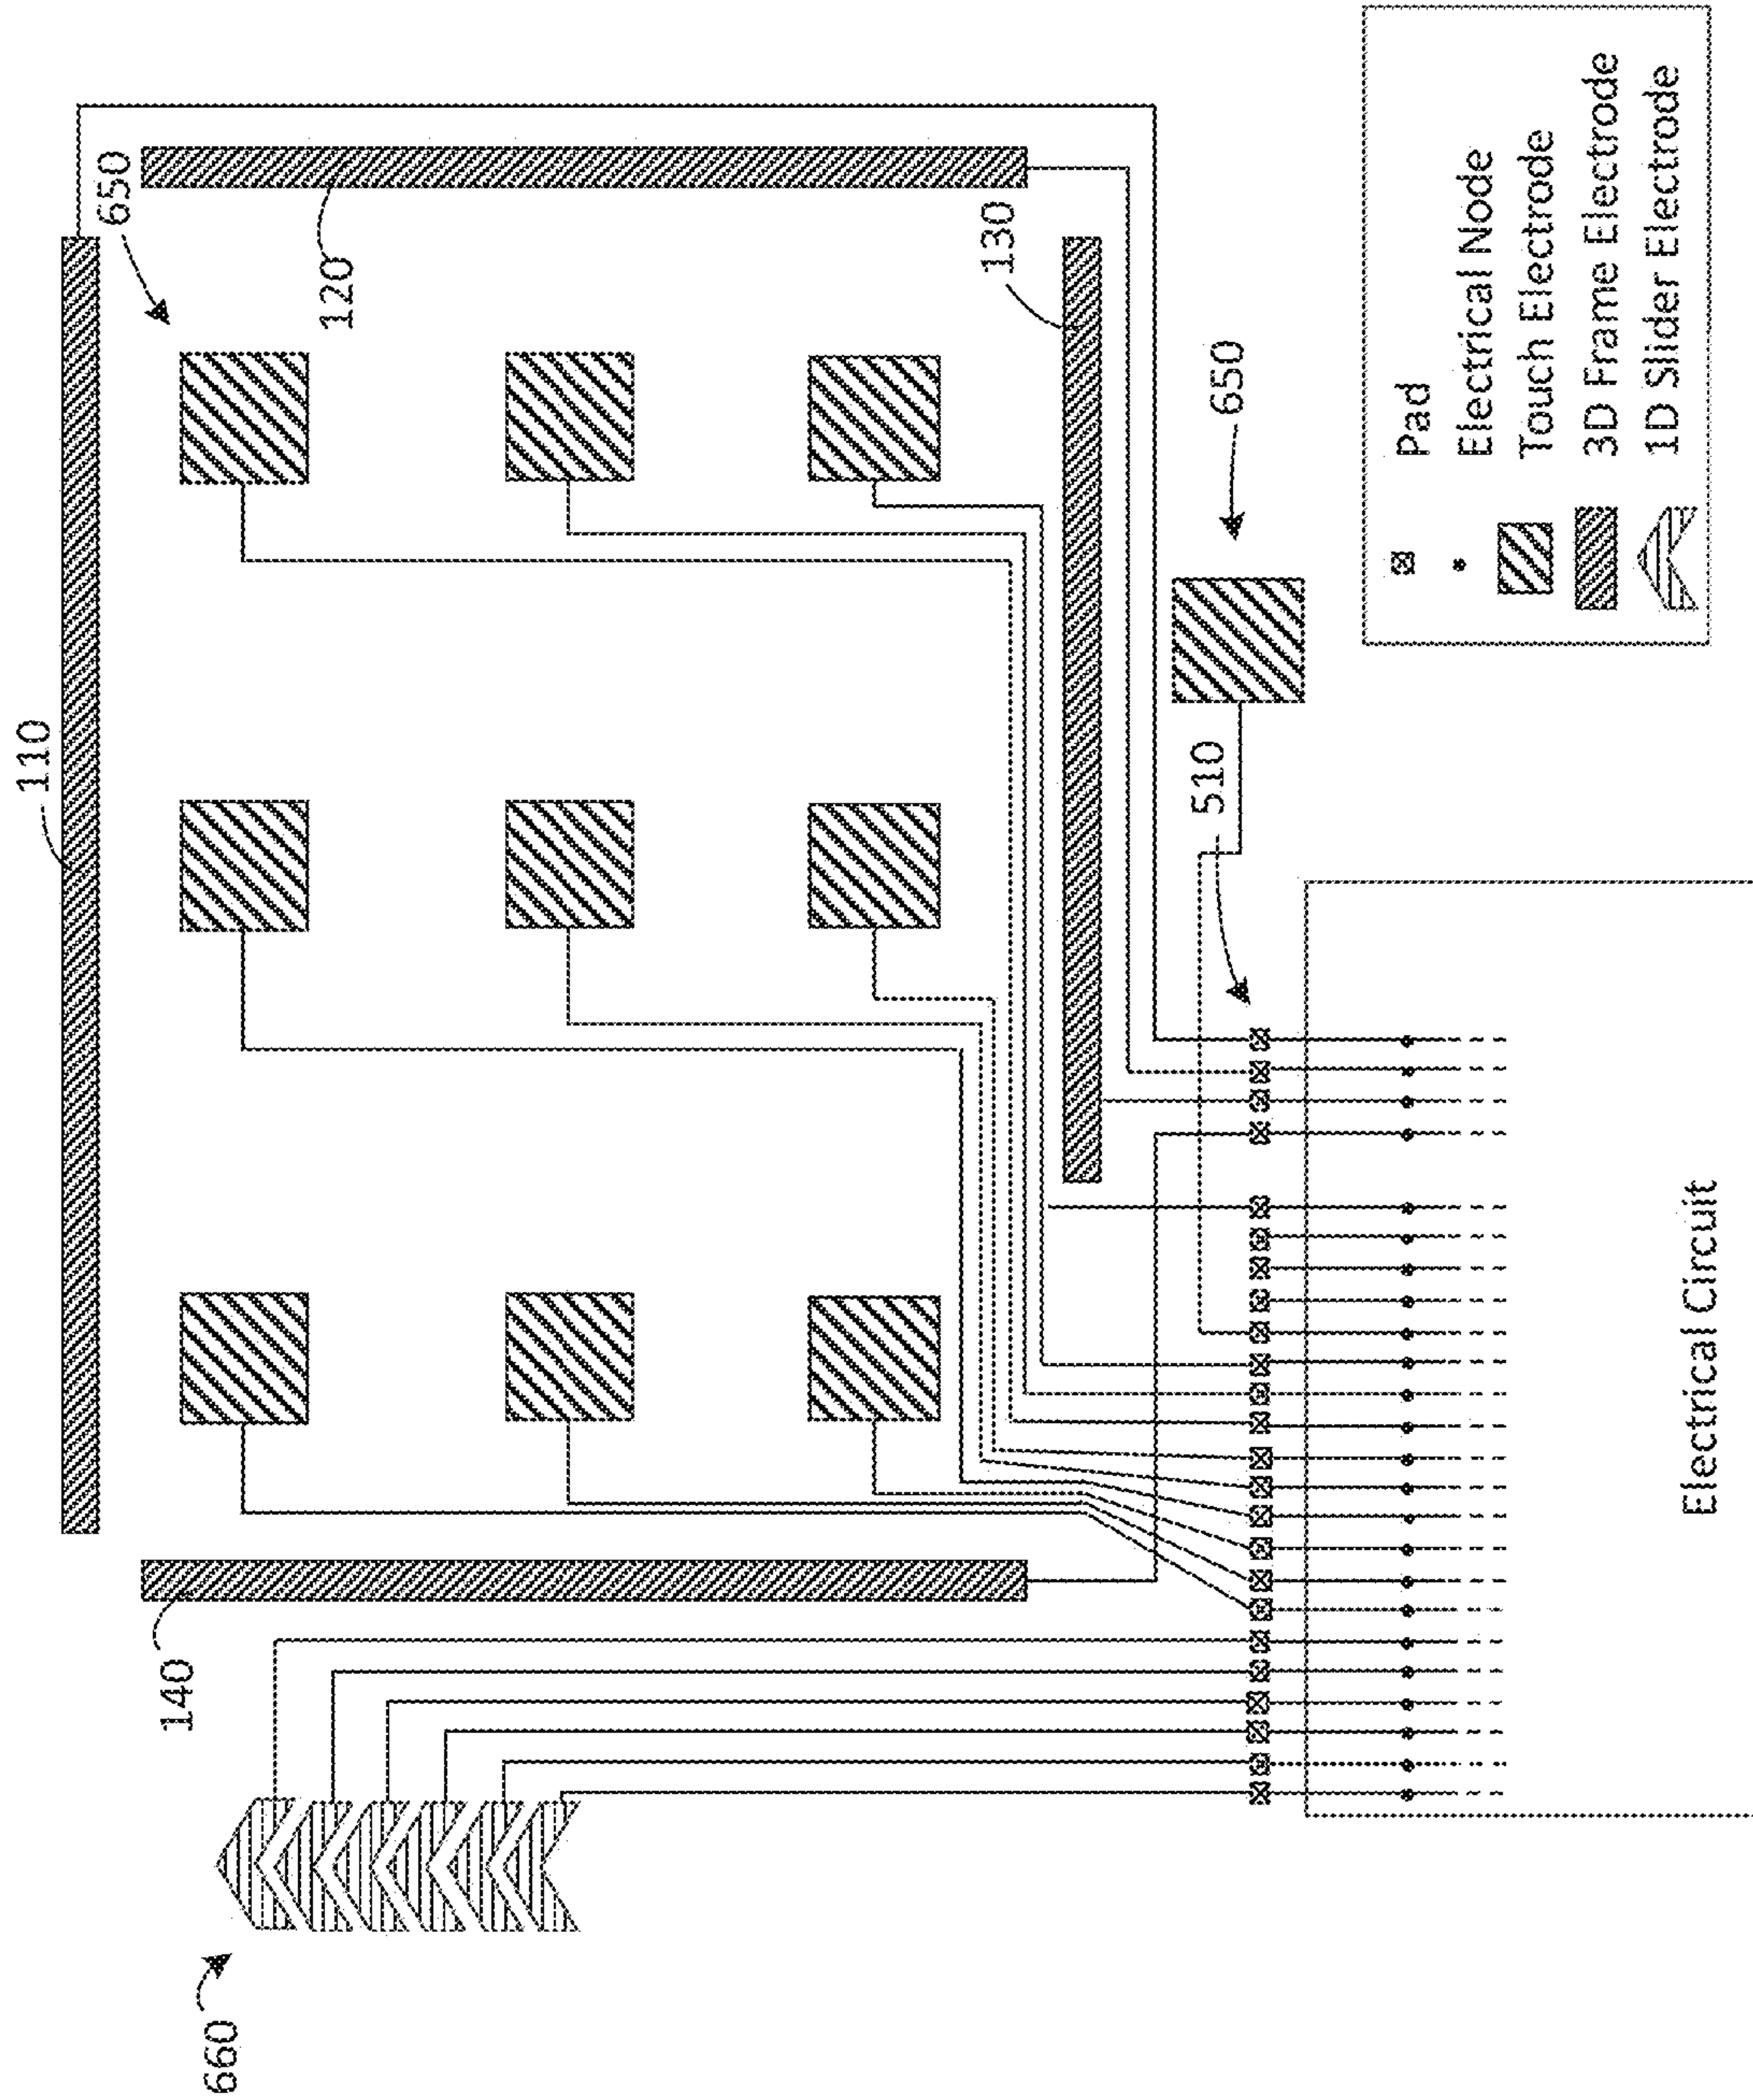 110
650
120
130
140
660
650
510
Pad
Electrical Node
Touch Electrode
3D Frame Electrode
1D Slider Electrode
Electrical Circuit